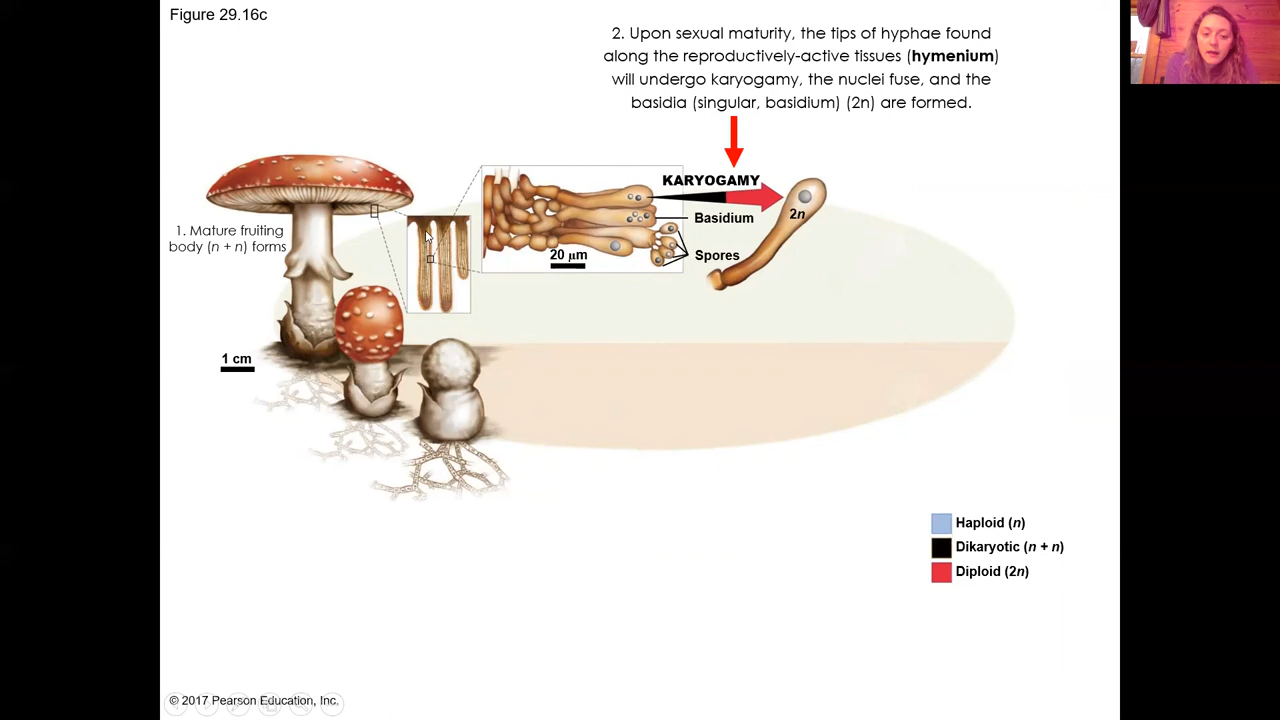 Figure 29.16c
2. Upon sexual maturity, the tips of hyphae found
along the reproductively-active tissues (hymenium)
will undergo karyogamy, the nuclei fuse, and the
basidia (singular, basidium) (2n) are formed.
KARYOGAMY
2n
Basidium
Spores
20 μm
1. Mature fruiting
body (n + n) forms
1 cm
Haploid (n)
Dikaryotic (n + n)
Diploid (2n)
© 2017 Pearson Education, Inc.